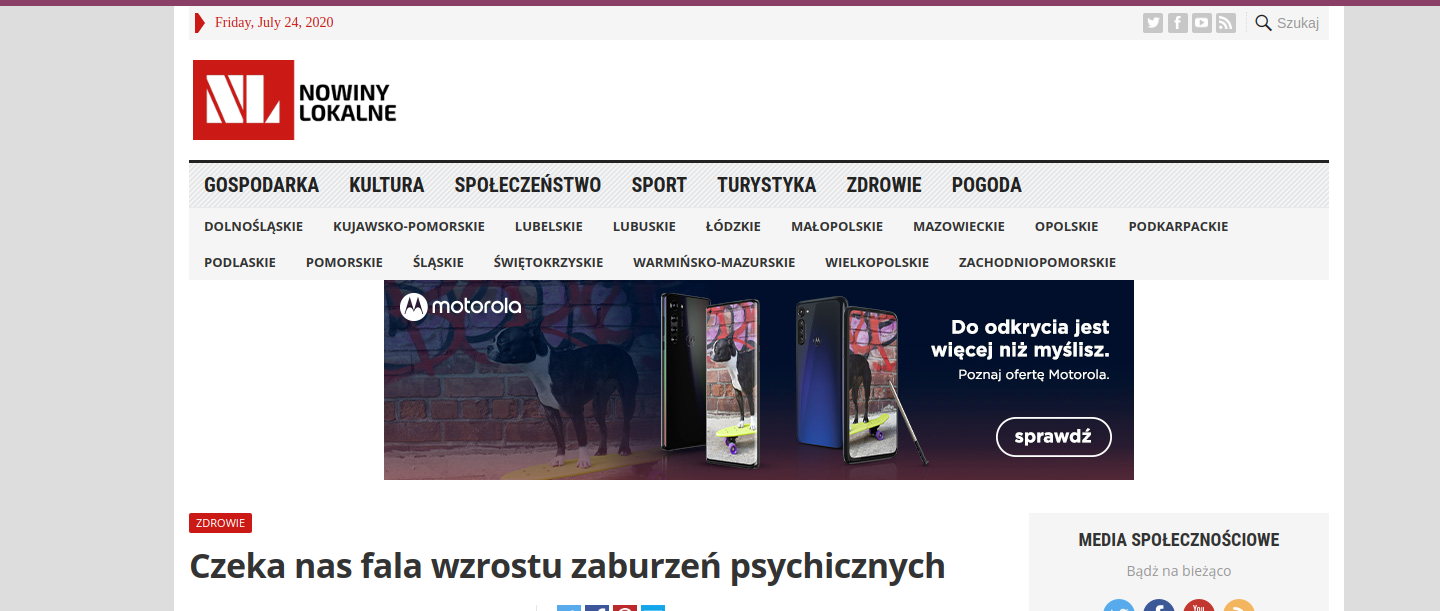 Friday, July 24, 2020
Szukaj
NL NOWINY
LOKALNE
GOSPODARKA KULTURA SPOŁECZEŃSTWO SPORT TURYSTYKA ZDROWIE POGODA
DOLNOŚLĄSKIE KUJAWSKO-POMORSKIE LUBELSKIE LUBUSKIE ŁÓDZKIE MAŁOPOLSKIE MAZOWIECKIE OPOLSKIE PODKARPACKIE
PODLASKIE POMORSKIE ŚLĄSKIE ŚWIĘTOKRZYSKIE WARMIŃSKO-MAZURSKIE WIELKOPOLSKIE ZACHODNIOPOMORSKIE
motorola
Do odkrycia jest
więcej niż myślisz.
Poznaj ofertę Motorola.
sprawdź
ZDROWIE
Czeka nas fala wzrostu zaburzeń psychicznych
MEDIA SPOŁECZNOŚCIOWE
Bądź na bieżąco
You